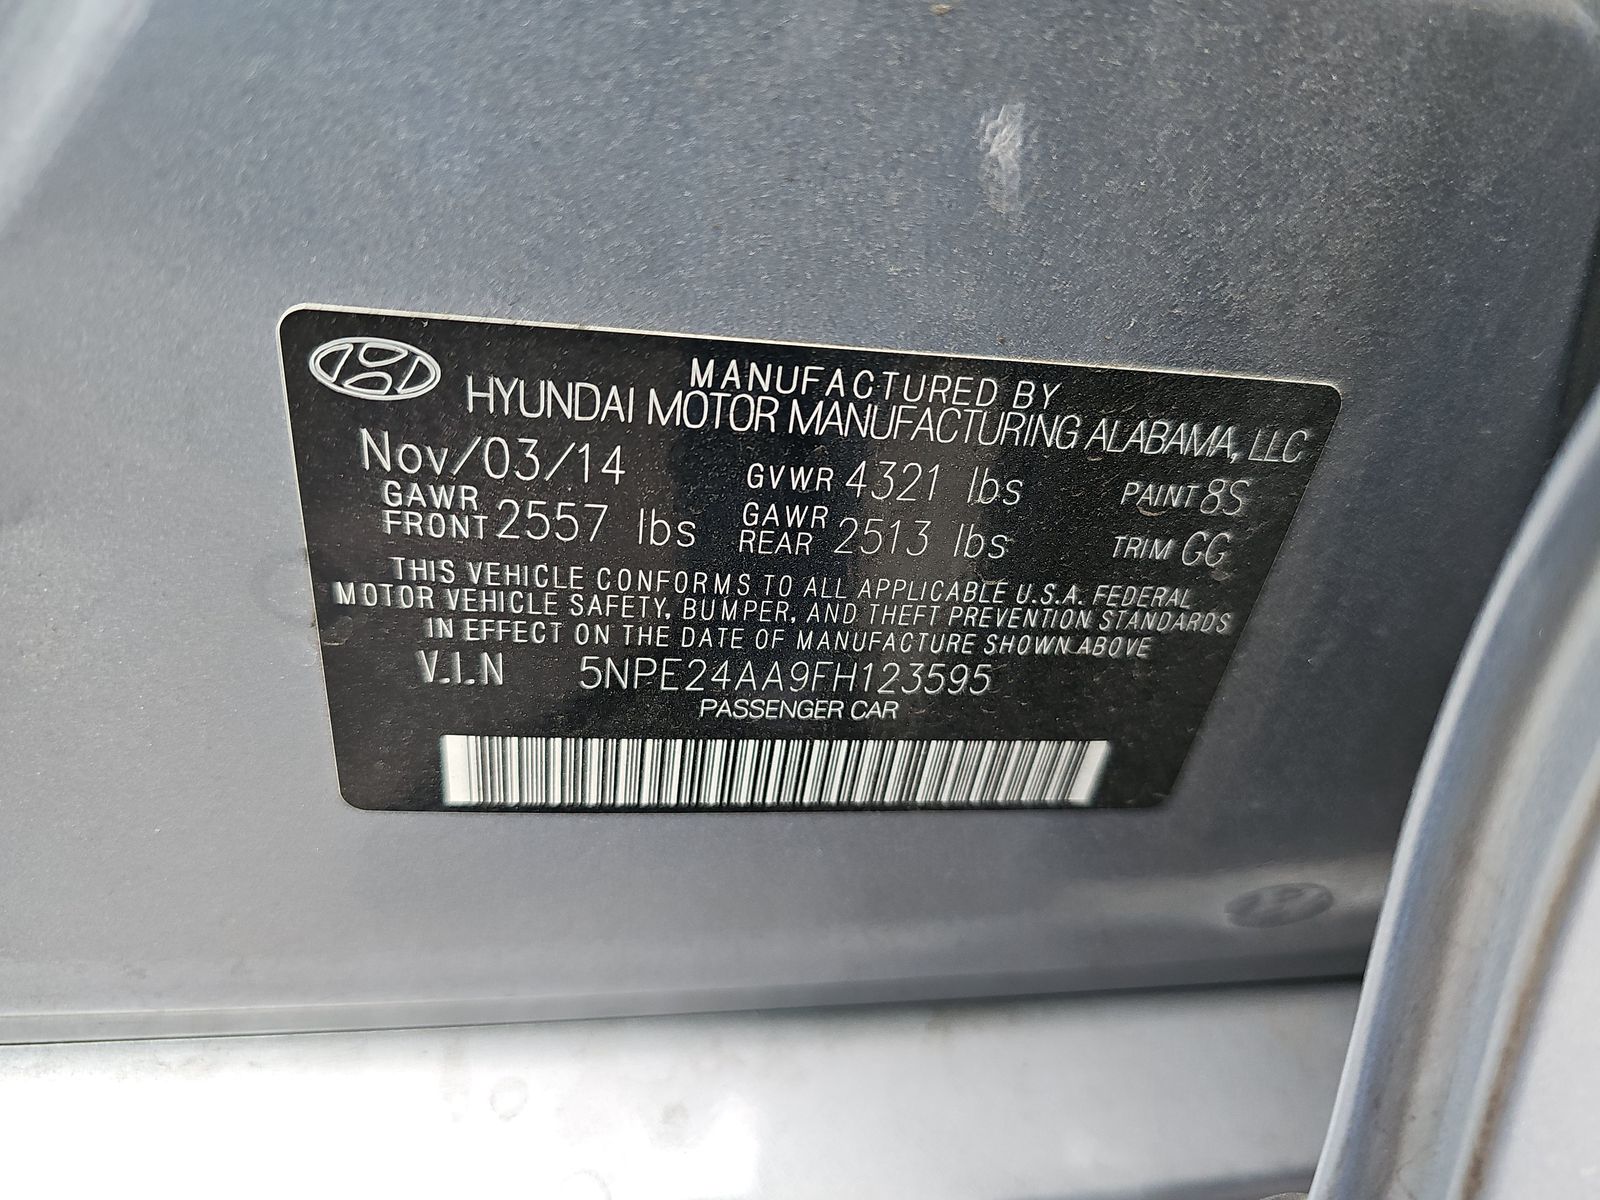 MANUFACTURED BY
HYUNDAI MOTOR MANUFACTURING ALABAMA, LLC
Nov/03/14 GVWR 4321 lbs PAINT 8S
GAWR FRONT 2557 lbs GAWR REAR 2513 lbs TRIM GG
THIS VEHICLE CONFORMS TO ALL APPLICABLE U.S.A. FEDERAL
MOTOR VEHICLE SAFETY, BUMPER, AND THEFT PREVENTION STANDARDS
IN EFFECT ON THE DATE OF MANUFACTURE SHOWN ABOVE
V.I.N 5NPE24AA9FH123595
PASSENGER CAR